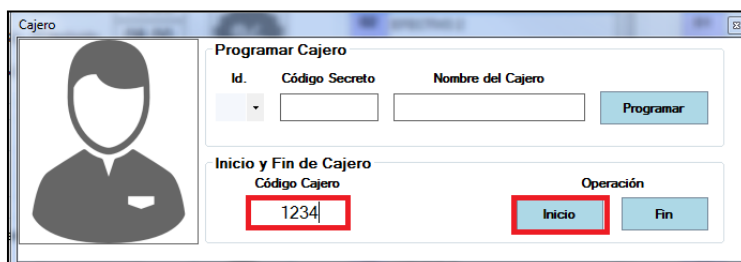 Cajero
Programar Cajero
Id. Código Secreto Nombre del Cajero
Programar
Inicio y Fin de Cajero
Código Cajero Operación
1234 Inicio Fin